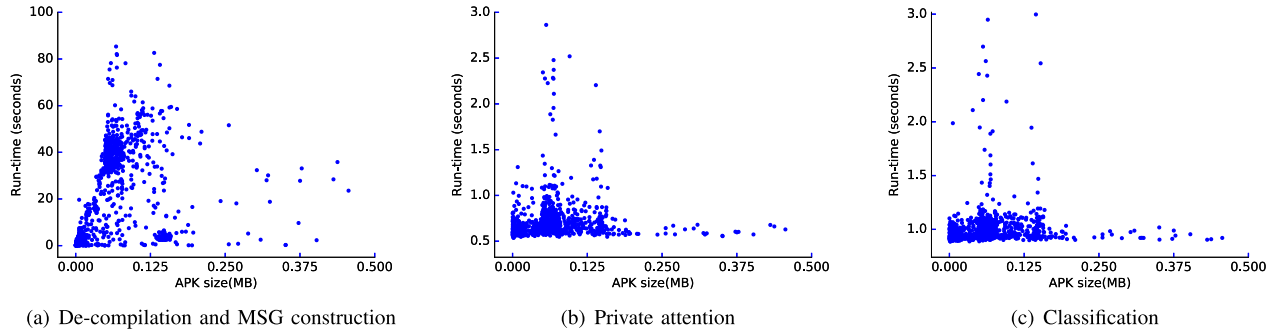 100
80
60
40
20
0
Run-time (seconds)
0.000 0.125 0.250 0.375 0.500
APK size(MB)
(a) De-compilation and MSG construction
3.0
2.5
2.0
1.5
1.0
0.5
Run-time (seconds)
0.000 0.125 0.250 0.375 0.500
APK size(MB)
(b) Private attention
3.0
2.0
1.0
Run-time (seconds)
0.000 0.125 0.250 0.375 0.500
APK size(MB)
(c) Classification